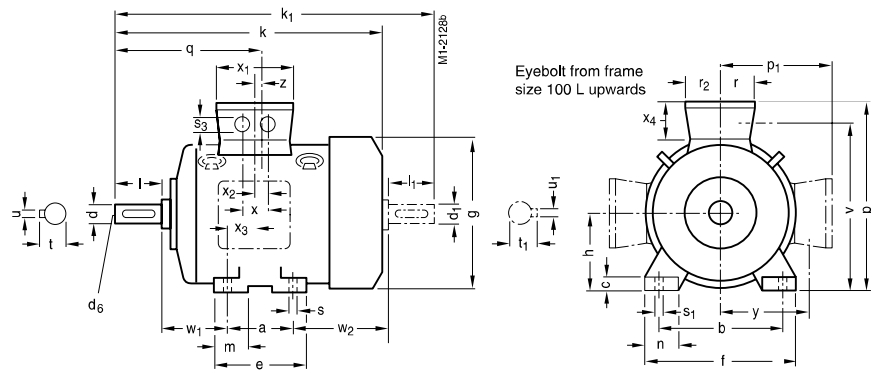 k₁
k
q
x₁
z
M1-2128b
Eyebolt from frame
size 100 L upwards
p₁
r₂ r
x₄
s₃
l
l₁
u
d
t
d₆
x₂
x
x₃
d₁
g
u₁
t₁
h
c
v
p
s
s₁
y
w₁
a
w₂
b
m
n
e
f